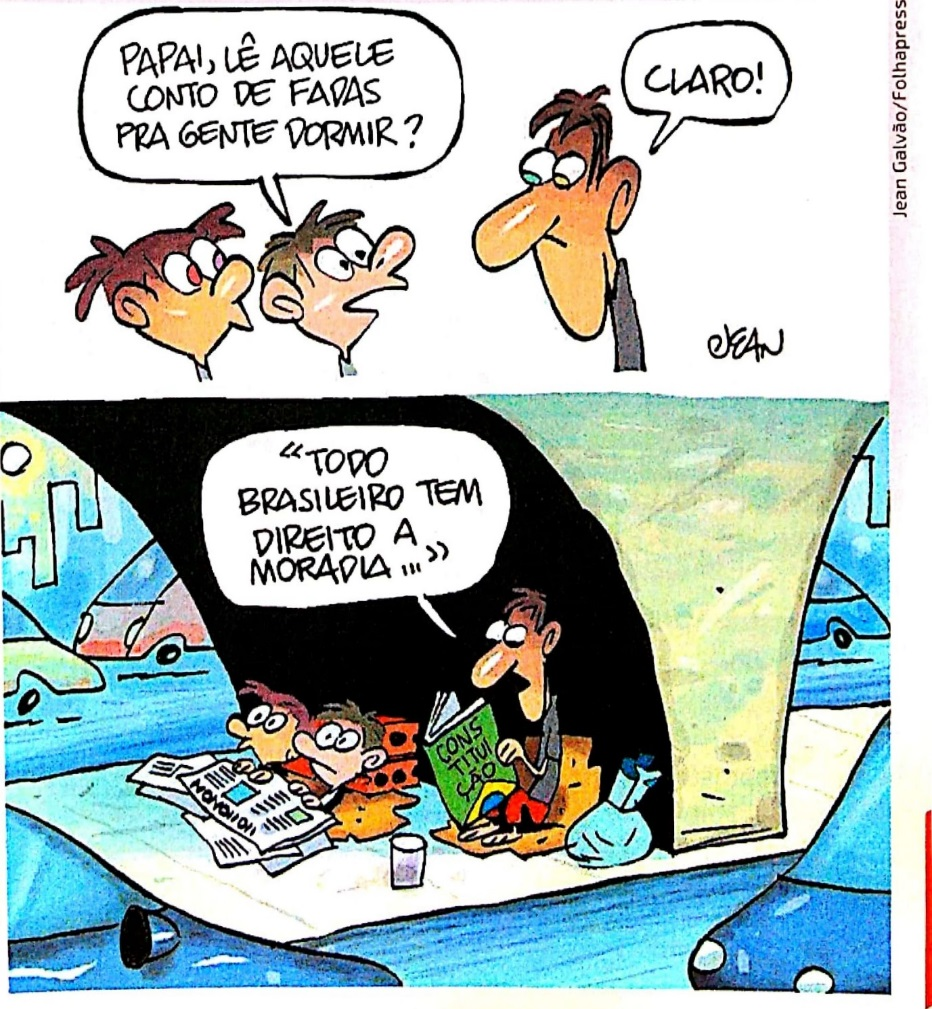 PAPAI, LÊ AQUELE
CONTO DE FADAS
PRA GENTE DORMIR?
CLARO!
Jean Galvão/Folhapress
JEAN
“TODO
BRASILEIRO TEM
DIREITO A
MORADIA...”
CONS
TITUI
ÇÃO